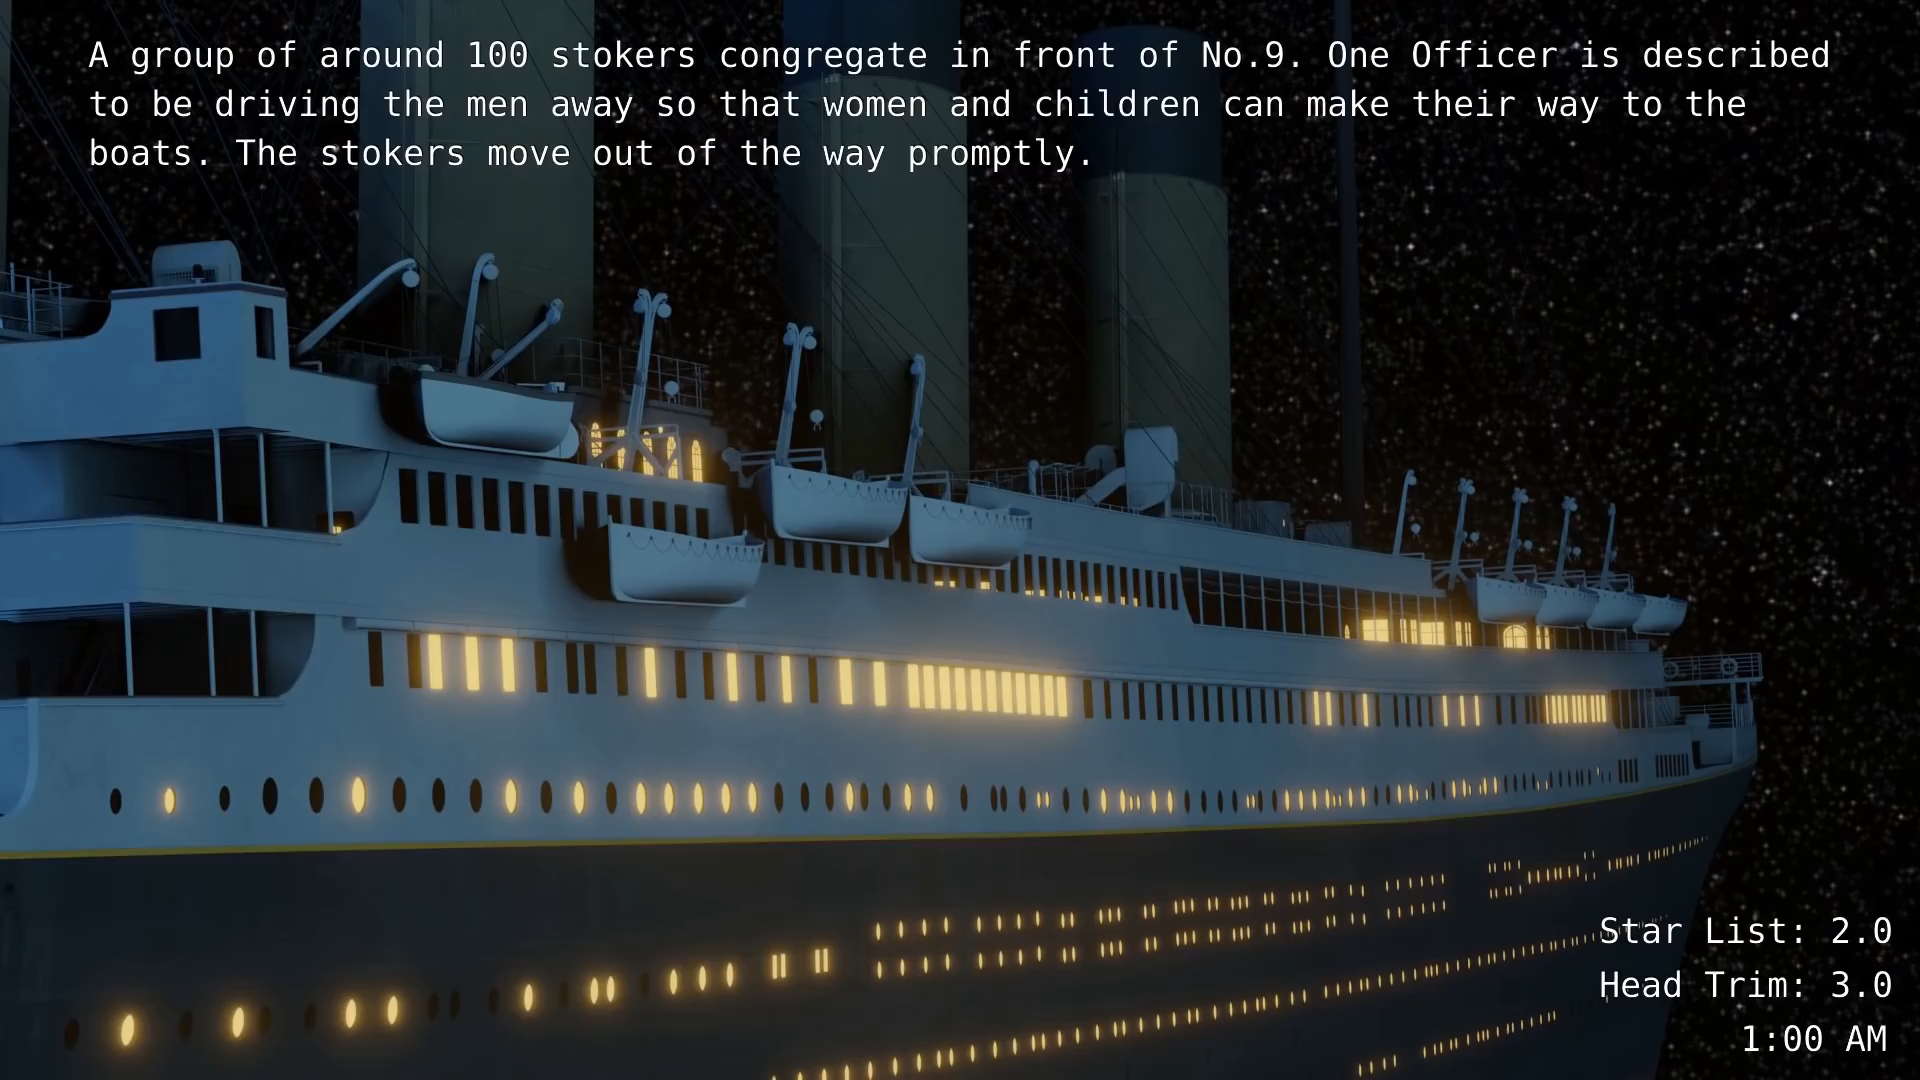 A group of around 100 stokers congregate in front of No.9. One Officer is described
to be driving the men away so that women and children can make their way to the
boats. The stokers move out of the way promptly.
Star List: 2.0
Head Trim: 3.0
1:00 AM